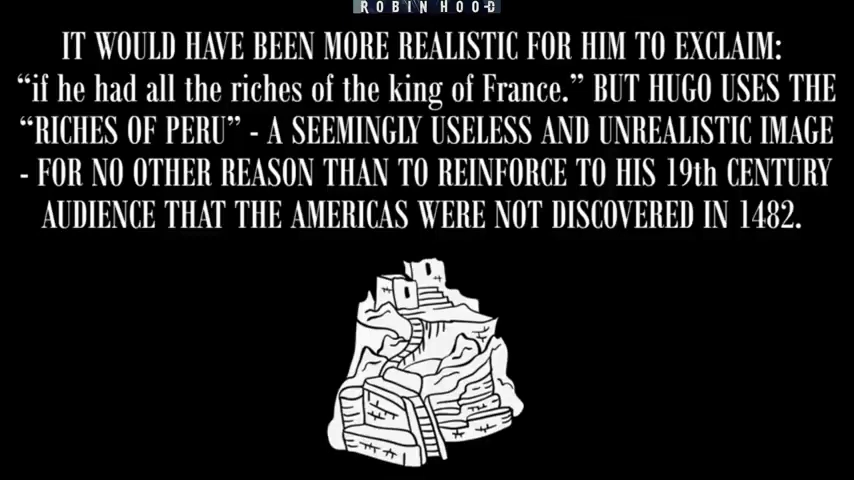 ROBIN HOOD
IT WOULD HAVE BEEN MORE REALISTIC FOR HIM TO EXCLAIM:
“if he had all the riches of the king of France.” BUT HUGO USES THE
“RICHES OF PERU” - A SEEMINGLY USELESS AND UNREALISTIC IMAGE
- FOR NO OTHER REASON THAN TO REINFORCE TO HIS 19th CENTURY
AUDIENCE THAT THE AMERICAS WERE NOT DISCOVERED IN 1482.